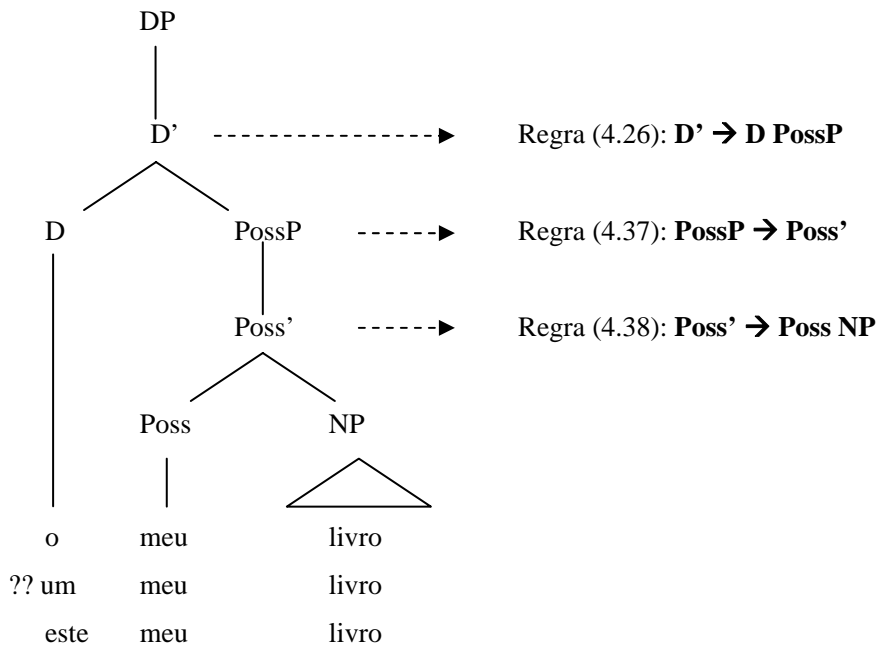 DP
D' Regra (4.26): D' → D PossP
D PossP Regra (4.37): PossP → Poss'
Poss' Regra (4.38): Poss' → Poss NP
Poss NP
o meu livro
?? um meu livro
este meu livro